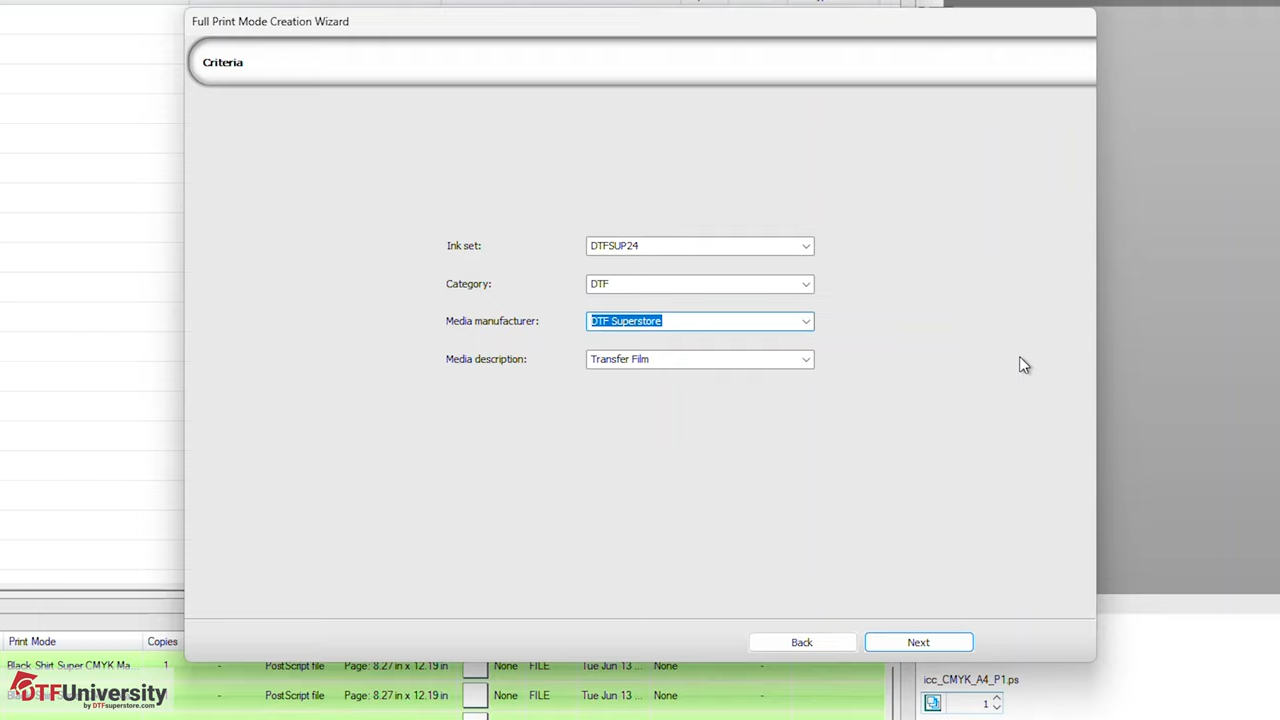 Full Print Mode Creation Wizard
Criteria
Ink set: DTFSUP24
Category: DTF
Media manufacturer: DTF Superstore
Media description: Transfer Film
Back Next
Print Mode Copies
Black Shirt Super CMYK Ma... 1 - PostScript file Page: 8.27 in x 12.19 in None FILE Tue Jun 13 ... None -
PostScript file Page: 8.27 in x 12.19 in None FILE Tue Jun 13 ... None -
icc_CMYK_A4_P1.ps
1
DTFUniversity
by DTFsuperstore.com